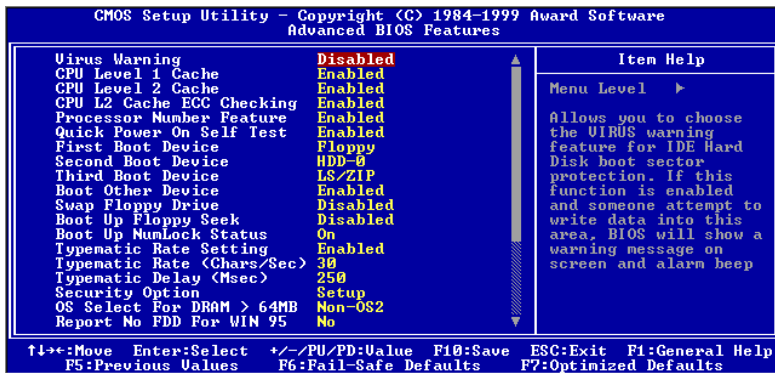 CMOS Setup Utility - Copyright (C) 1984-1999 Award Software
Advanced BIOS Features
Virus Warning Disabled
CPU Level 1 Cache Enabled
CPU Level 2 Cache Enabled
CPU L2 Cache ECC Checking Enabled
Processor Number Feature Enabled
Quick Power On Self Test Enabled
First Boot Device Floppy
Second Boot Device HDD-0
Third Boot Device LS/ZIP
Boot Other Device Enabled
Swap Floppy Drive Disabled
Boot Up Floppy Seek Disabled
Boot Up NumLock Status On
Typematic Rate Setting Enabled
Typematic Rate (Chars/Sec) 30
Typematic Delay (Msec) 250
Security Option Setup
OS Select For DRAM > 64MB Non-OS2
Report No FDD For WIN 95 No
Item Help
Menu Level ▶
Allows you to choose
the VIRUS warning
feature for IDE Hard
Disk boot sector
protection. If this
function is enabled
and someone attempt to
write data into this
area, BIOS will show a
warning message on
screen and alarm beep
↑↓→←:Move Enter:Select +/-/PU/PD:Value F10:Save ESC:Exit F1:General Help
F5:Previous Values F6:Fail-Safe Defaults F7:Optimized Defaults